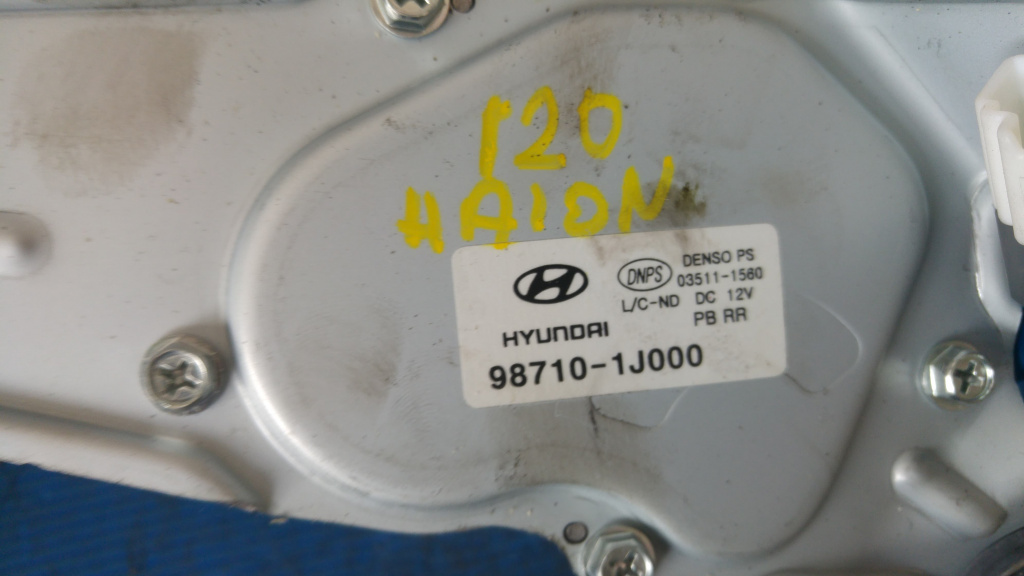 i20
HAION
DNPS
DENSO PS
03511-1560
L/C-ND DC 12V
PB RR
HYUNDAI
98710-1J000